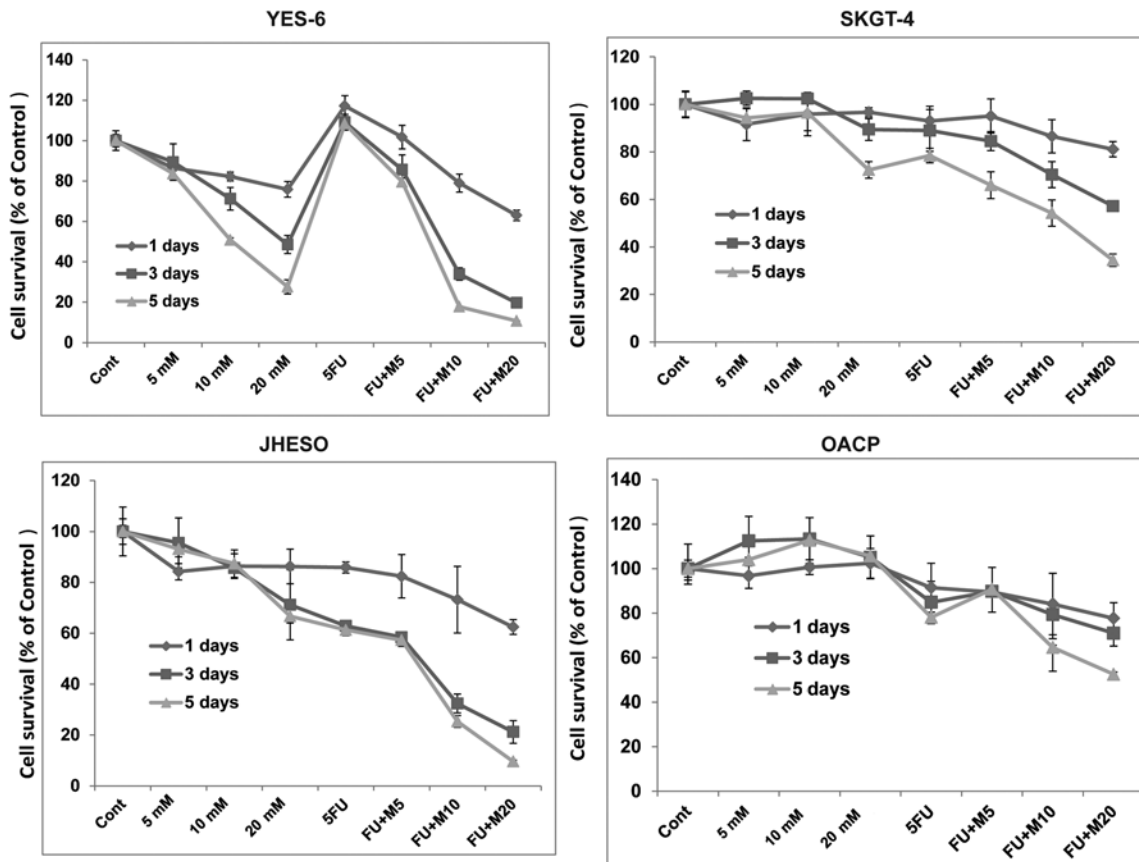 YES-6
Cell survival (% of Control )
140
120
100
80
60
40
20
0
1 days
3 days
5 days
Cont
5 mM
10 mM
20 mM
5FU
FU+M5
FU+M10
FU+M20
SKGT-4
Cell survival (% of Control )
120
100
80
60
40
20
0
1 days
3 days
5 days
Cont
5 mM
10 mM
20 mM
5FU
FU+M5
FU+M10
FU+M20
JHESO
Cell survival (% of Control )
120
100
80
60
40
20
0
1 days
3 days
5 days
Cont
5 mM
10 mM
20 mM
5FU
FU+M5
FU+M10
FU+M20
OACP
Cell survival (% of Control )
140
120
100
80
60
40
20
0
1 days
3 days
5 days
Cont
5 mM
10 mM
20 mM
5FU
FU+M5
FU+M10
FU+M20